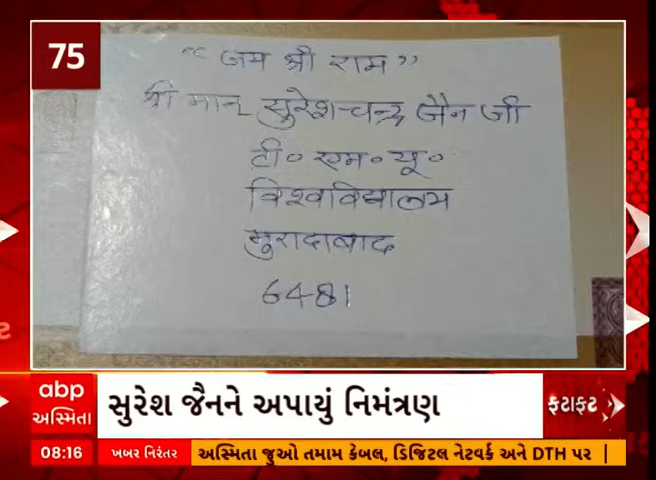 75
“जय श्री राम”
श्री मान् सुरेशचन्द्र जैन जी
टी० एम० यू०
विश्वविद्यालय
मुरादाबाद
6481
abp
અસ્મિતા
સુરેશ જૈનને અપાયું નિમંત્રણ
ફટાફટ
08:16
ખબર નિરંતર
અસ્મિતા જુઓ તમામ કેબલ, ડિજિટલ નેટવર્ક અને DTH પર